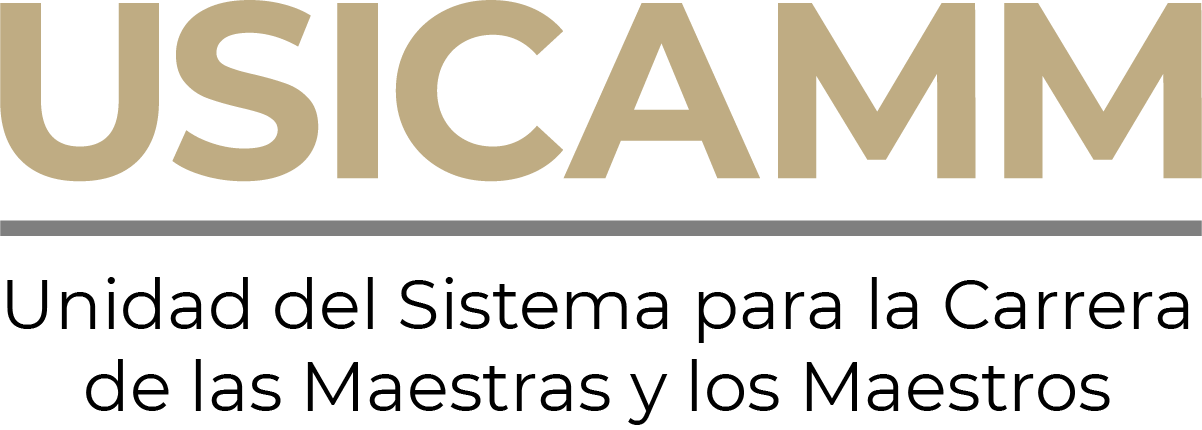 USICAMM
Unidad del Sistema para la Carrera
de las Maestras y los Maestros